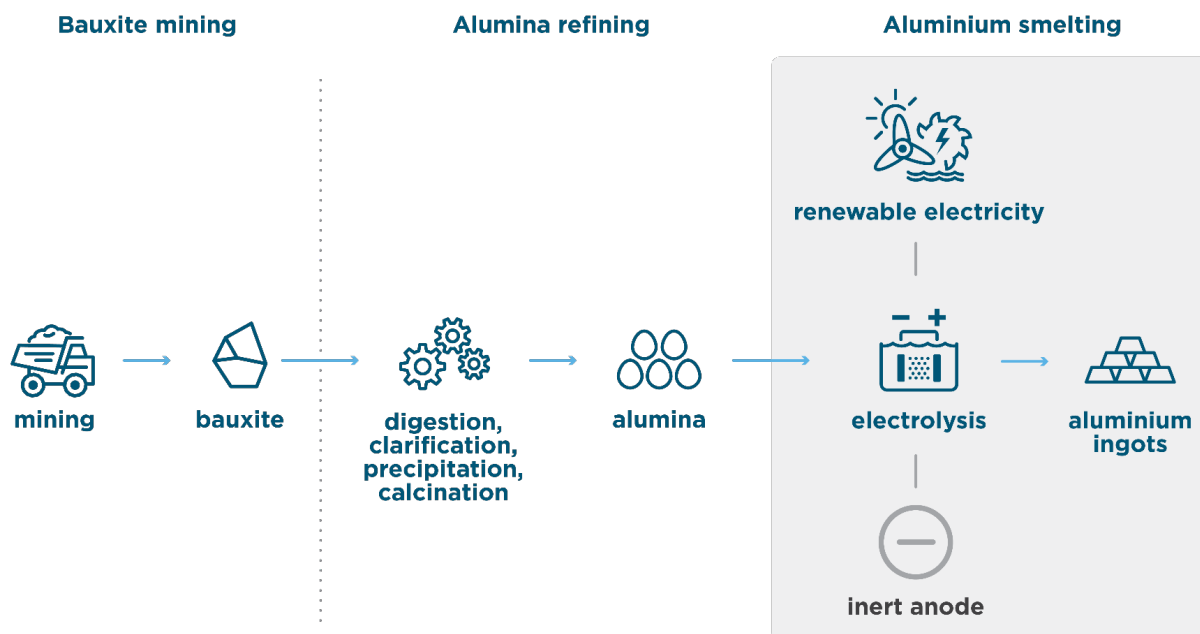 Bauxite mining
Alumina refining
Aluminium smelting
renewable electricity
mining
bauxite
digestion,
clarification,
precipitation,
calcination
alumina
electrolysis
aluminium
ingots
inert anode